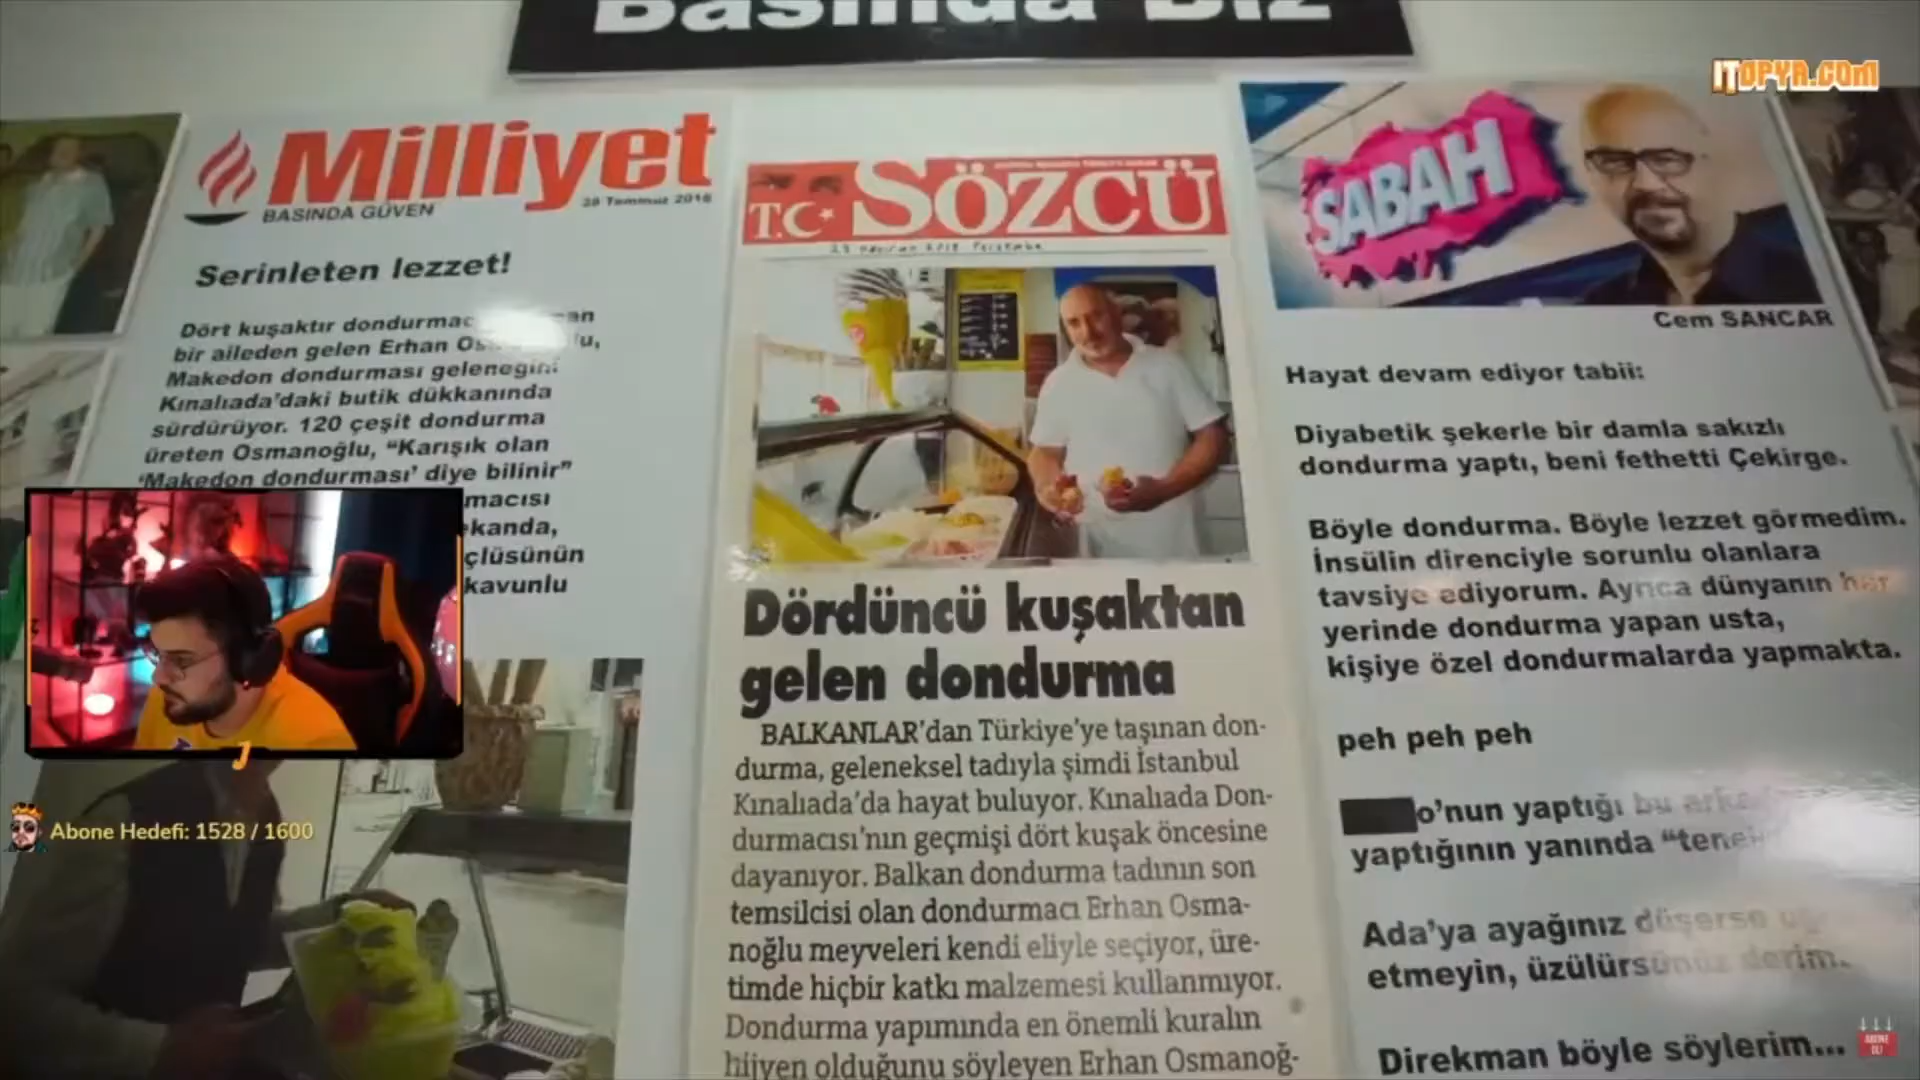 Basında Biz
ITOPYA.COM
Milliyet
BASINDA GÜVEN
28 Temmuz 2016
Serinleten lezzet!
Dört kuşaktır dondurmac
bir aileden gelen Erhan
Makedon dondurması geleneğini
Kınalıada'daki butik dükkanında
sürdürüyor. 120 çeşit dondurma
üreten Osmanoğlu, “Karışık olan
‘Makedon dondurması’ diye bilinir”
macısı
ekanda,
çlüsünün
kavunlu
T.C SÖZCÜ
Dördüncü kuşaktan
gelen dondurma
BALKANLAR'dan Türkiye'ye taşınan don-
durma, geleneksel tadıyla şimdi İstanbul
Kınalıada'da hayat buluyor. Kınalıada Don-
durmacısı'nın geçmişi dört kuşak öncesine
dayanıyor. Balkan dondurma tadının son
temsilcisi olan dondurmacı Erhan Osma-
noğlu meyveleri kendi eliyle seçiyor, üre-
timde hiçbir katkı malzemesi kullanmıyor.
Dondurma yapımında en önemli kuralın
hijyen olduğunu söyleyen Erhan Osmanoğ-
SABAH
Cem SANCAR
Hayat devam ediyor tabii:
Diyabetik şekerle bir damla sakızlı
dondurma yaptı, beni fethetti Çekirge.
Böyle dondurma. Böyle lezzet görmedim.
İnsülin direnciyle sorunlu olanlara
tavsiye ediyorum. Ayrıca dünyanın her
yerinde dondurma yapan usta,
kişiye özel dondurmalarda yapmakta.
peh peh peh
o'nun yaptığı bu
yaptığının yanında
Ada'ya ayağınız düşerse
etmeyin, üzülürsünüz derim.
Direkman böyle söylerim...
Abone Hedefi: 1528 / 1600
ABONE
OL!